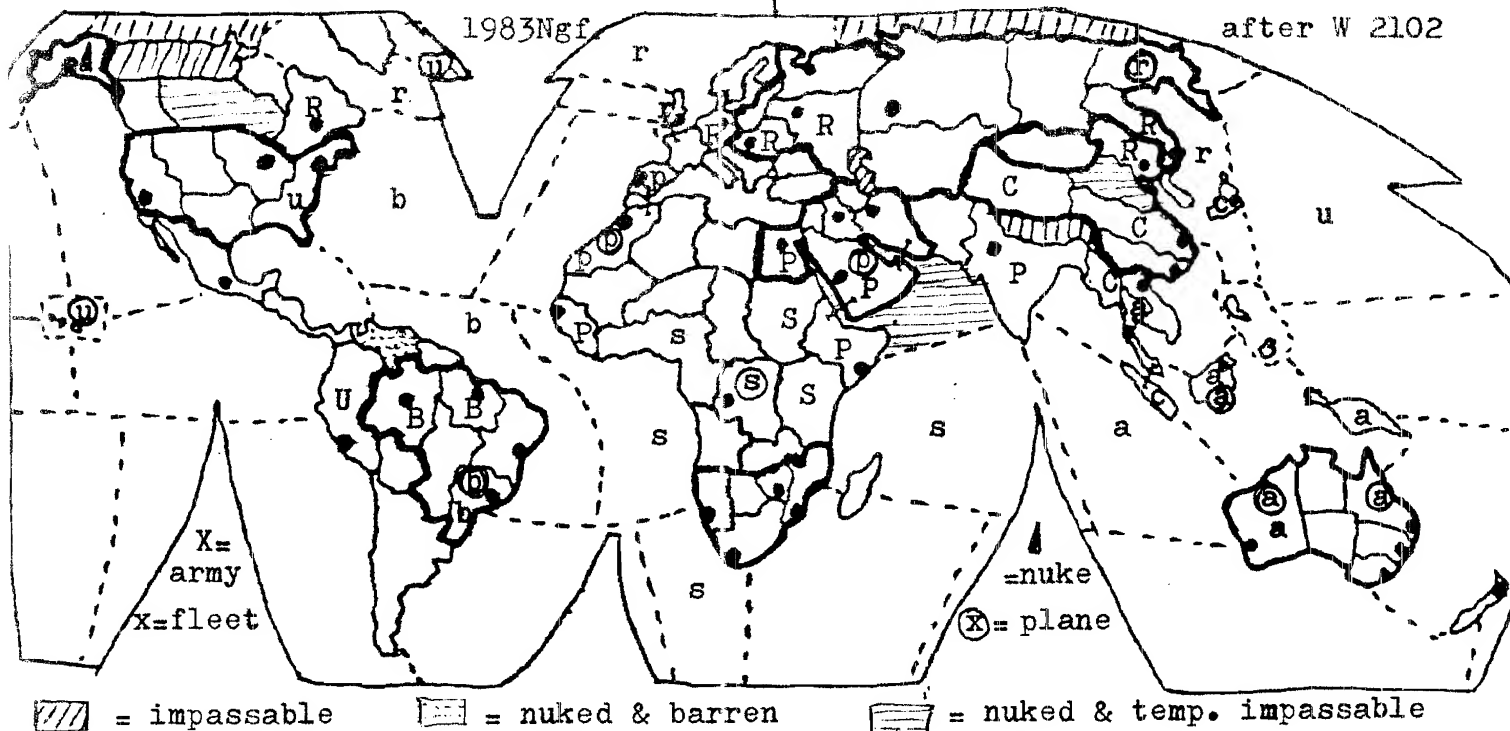 1983Ngf. after W 2102
u r
r r
R R
r R R R r
p C R
u b p C c u
P p P p P P C
u b P s S P a
U B B s S a a
s s a c a
p a a
b a
X=
army =nuke
x=fleet s x= plane
= impassable = nuked & barren = nuked & temp. impassable